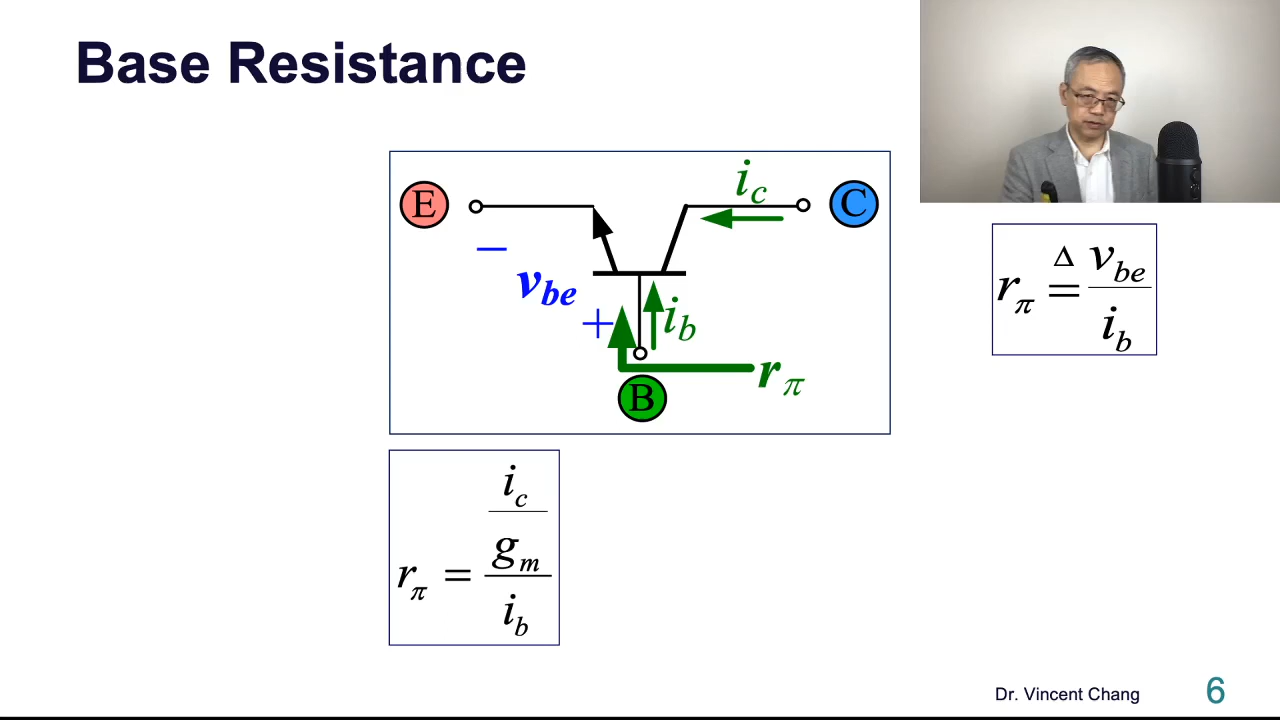 Base Resistance
E
i_c
C
−
v_be
+
i_b
r_π
B
r_π ≜ v_be / i_b
r_π = (i_c / g_m) / i_b
Dr. Vincent Chang
6